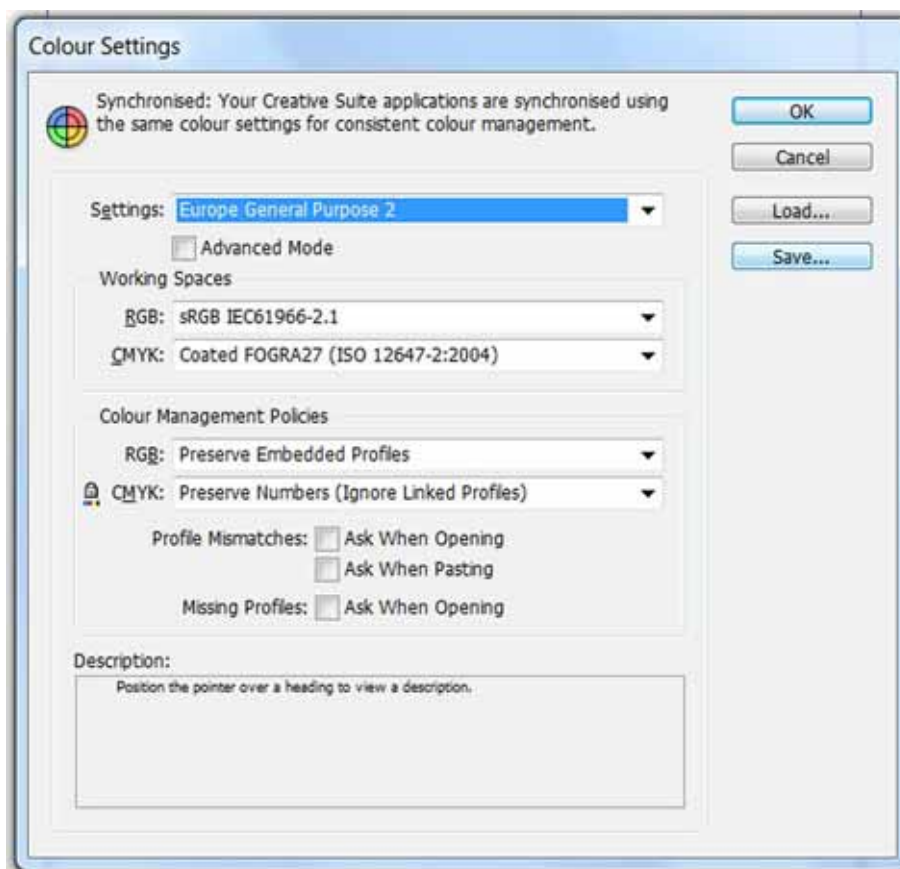 Colour Settings
Synchronised: Your Creative Suite applications are synchronised using
the same colour settings for consistent colour management.
OK
Cancel
Load...
Save...
Settings: Europe General Purpose 2
Advanced Mode
Working Spaces
RGB: sRGB IEC61966-2.1
CMYK: Coated FOGRA27 (ISO 12647-2:2004)
Colour Management Policies
RGB: Preserve Embedded Profiles
CMYK: Preserve Numbers (Ignore Linked Profiles)
Profile Mismatches: Ask When Opening
Ask When Pasting
Missing Profiles: Ask When Opening
Description:
Position the pointer over a heading to view a description.